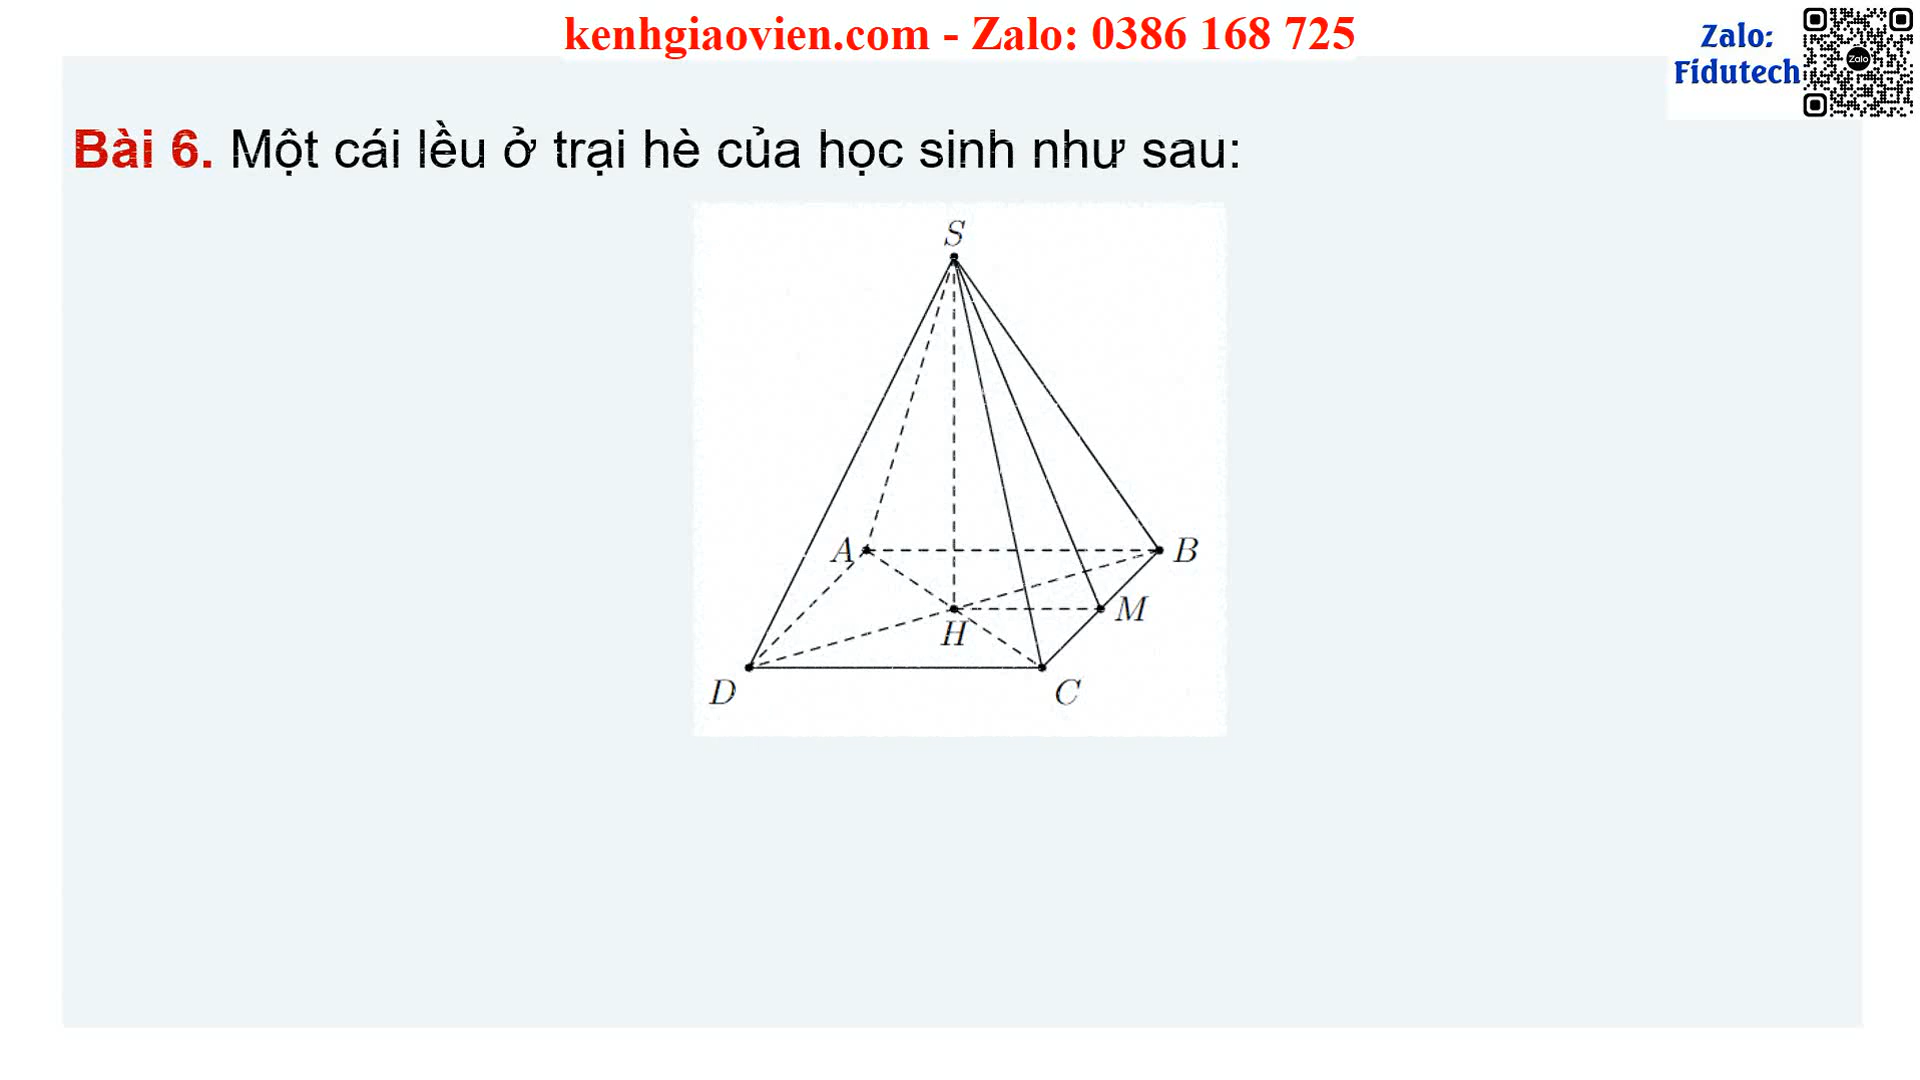 kenhgiaovien.com - Zalo: 0386 168 725
Zalo:
Fidutech
Zalo
Bài 6. Một cái lều ở trại hè của học sinh như sau:
S
A
B
H
M
D
C